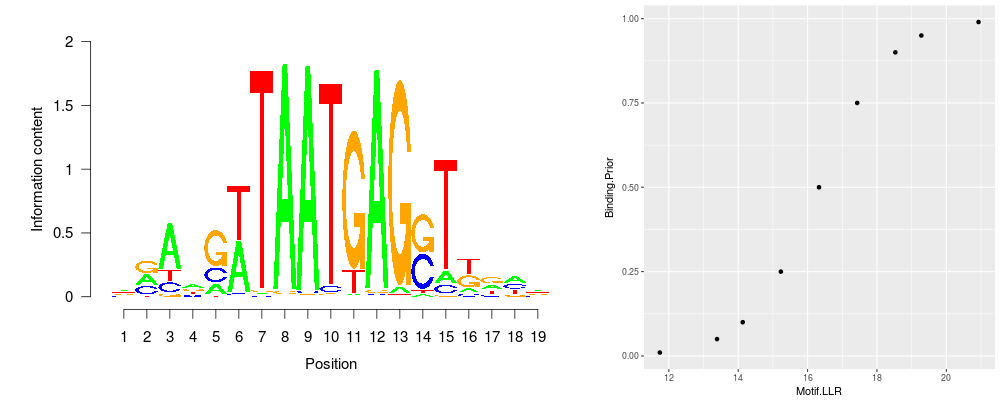 2
1.5
1
0.5
0
Information content
1 2 3 4 5 6 7 8 9 10 11 12 13 14 15 16 17 18 19
Position
G A C
A T C
G C A
T A
T
A
A
T C
G T
A
G
G C
T A C
T G
1.00
0.75
0.50
0.25
0.00
Binding.Prior
12 14 16 18 20
Motif.LLR